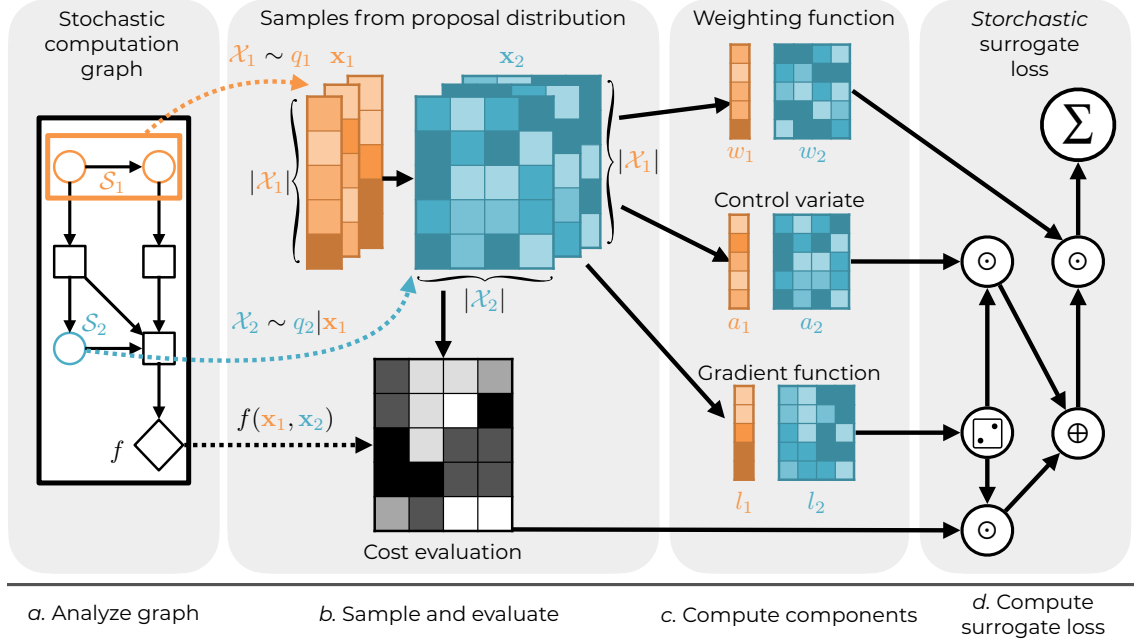 Stochastic
computation
graph
Samples from proposal distribution
Weighting function
Storchastic
surrogate
loss
𝒳₁ ∼ q₁
x₁
x₂
|𝒳₁|
|𝒳₁|
|𝒳₂|
w₁
w₂
Σ
𝒮₁
Control variate
a₁
a₂
⊙
⊙
𝒮₂
𝒳₂ ∼ q₂|x₁
Gradient function
f(x₁, x₂)
f
l₁
l₂
⊕
⊙
Cost evaluation
a. Analyze graph
b. Sample and evaluate
c. Compute components
d. Compute
surrogate loss